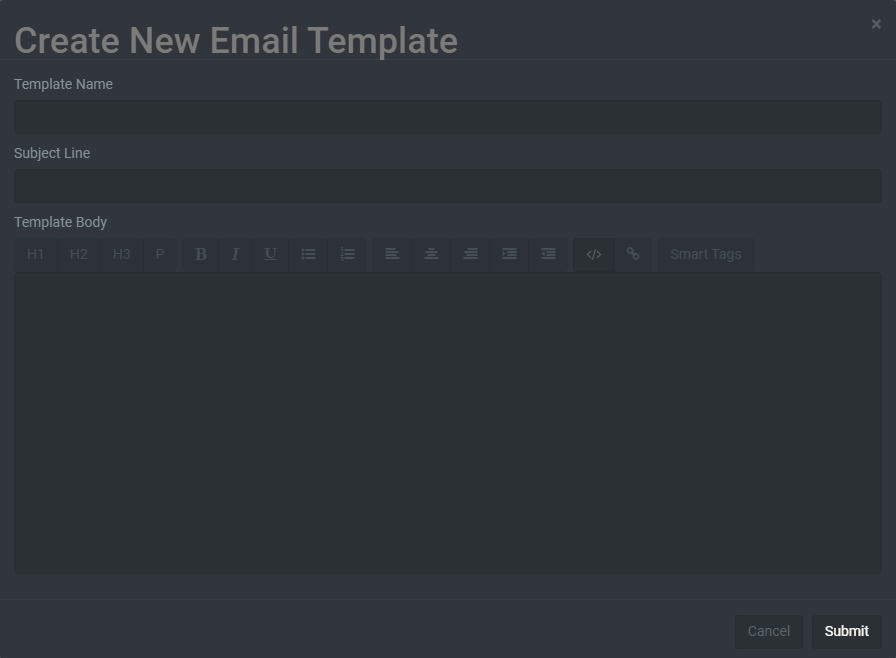 Create New Email Template
×
Template Name
Subject Line
Template Body
H1 H2 H3 P B I U </> Smart Tags
Cancel Submit